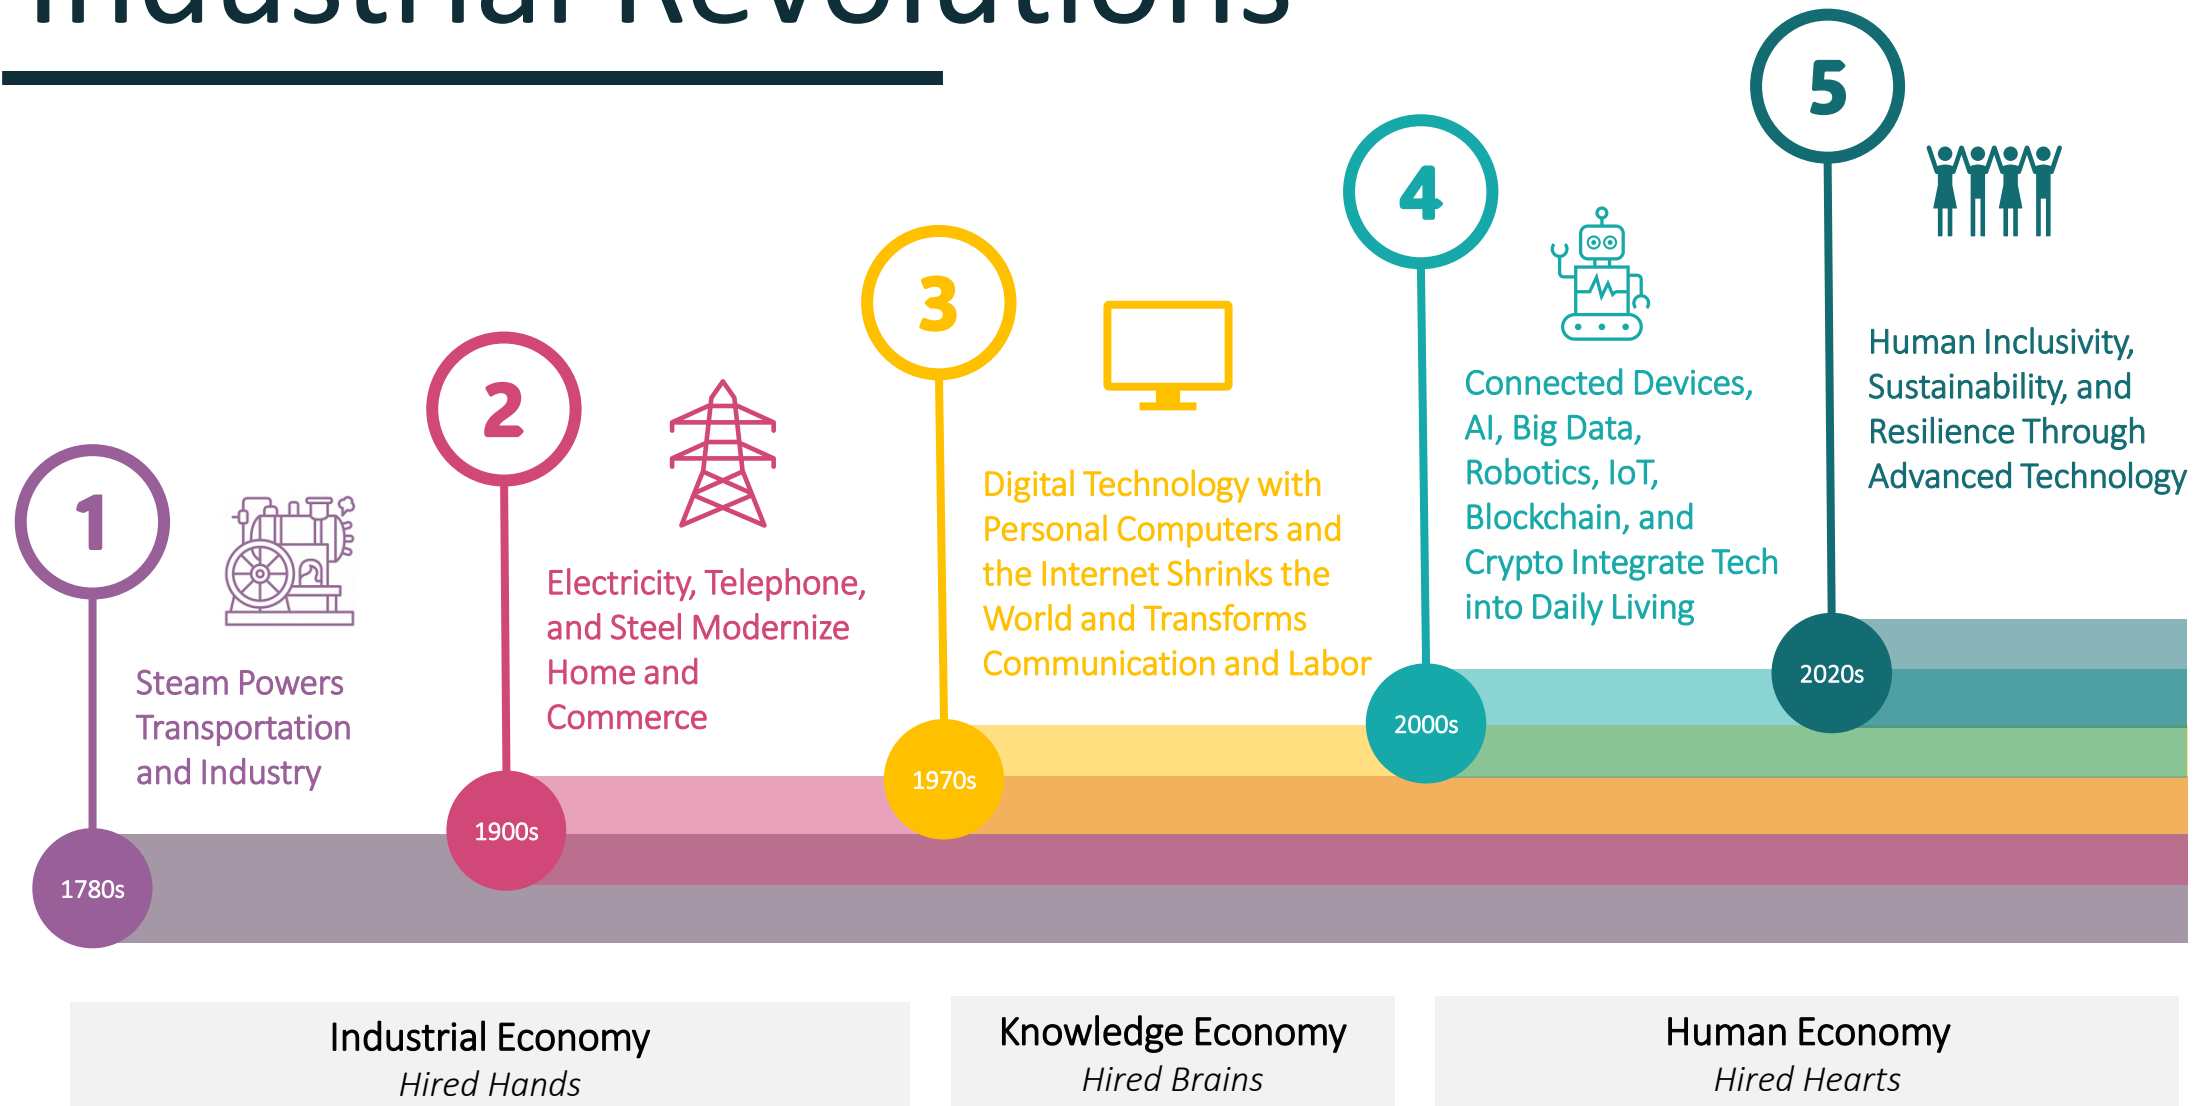 Industrial Revolutions
1
Steam Powers
Transportation
and Industry
1780s
2
Electricity, Telephone,
and Steel Modernize
Home and
Commerce
1900s
3
Digital Technology with
Personal Computers and
the Internet Shrinks the
World and Transforms
Communication and Labor
1970s
4
Connected Devices,
AI, Big Data,
Robotics, IoT,
Blockchain, and
Crypto Integrate Tech
into Daily Living
2000s
5
Human Inclusivity,
Sustainability, and
Resilience Through
Advanced Technology
2020s
Industrial Economy
Hired Hands
Knowledge Economy
Hired Brains
Human Economy
Hired Hearts